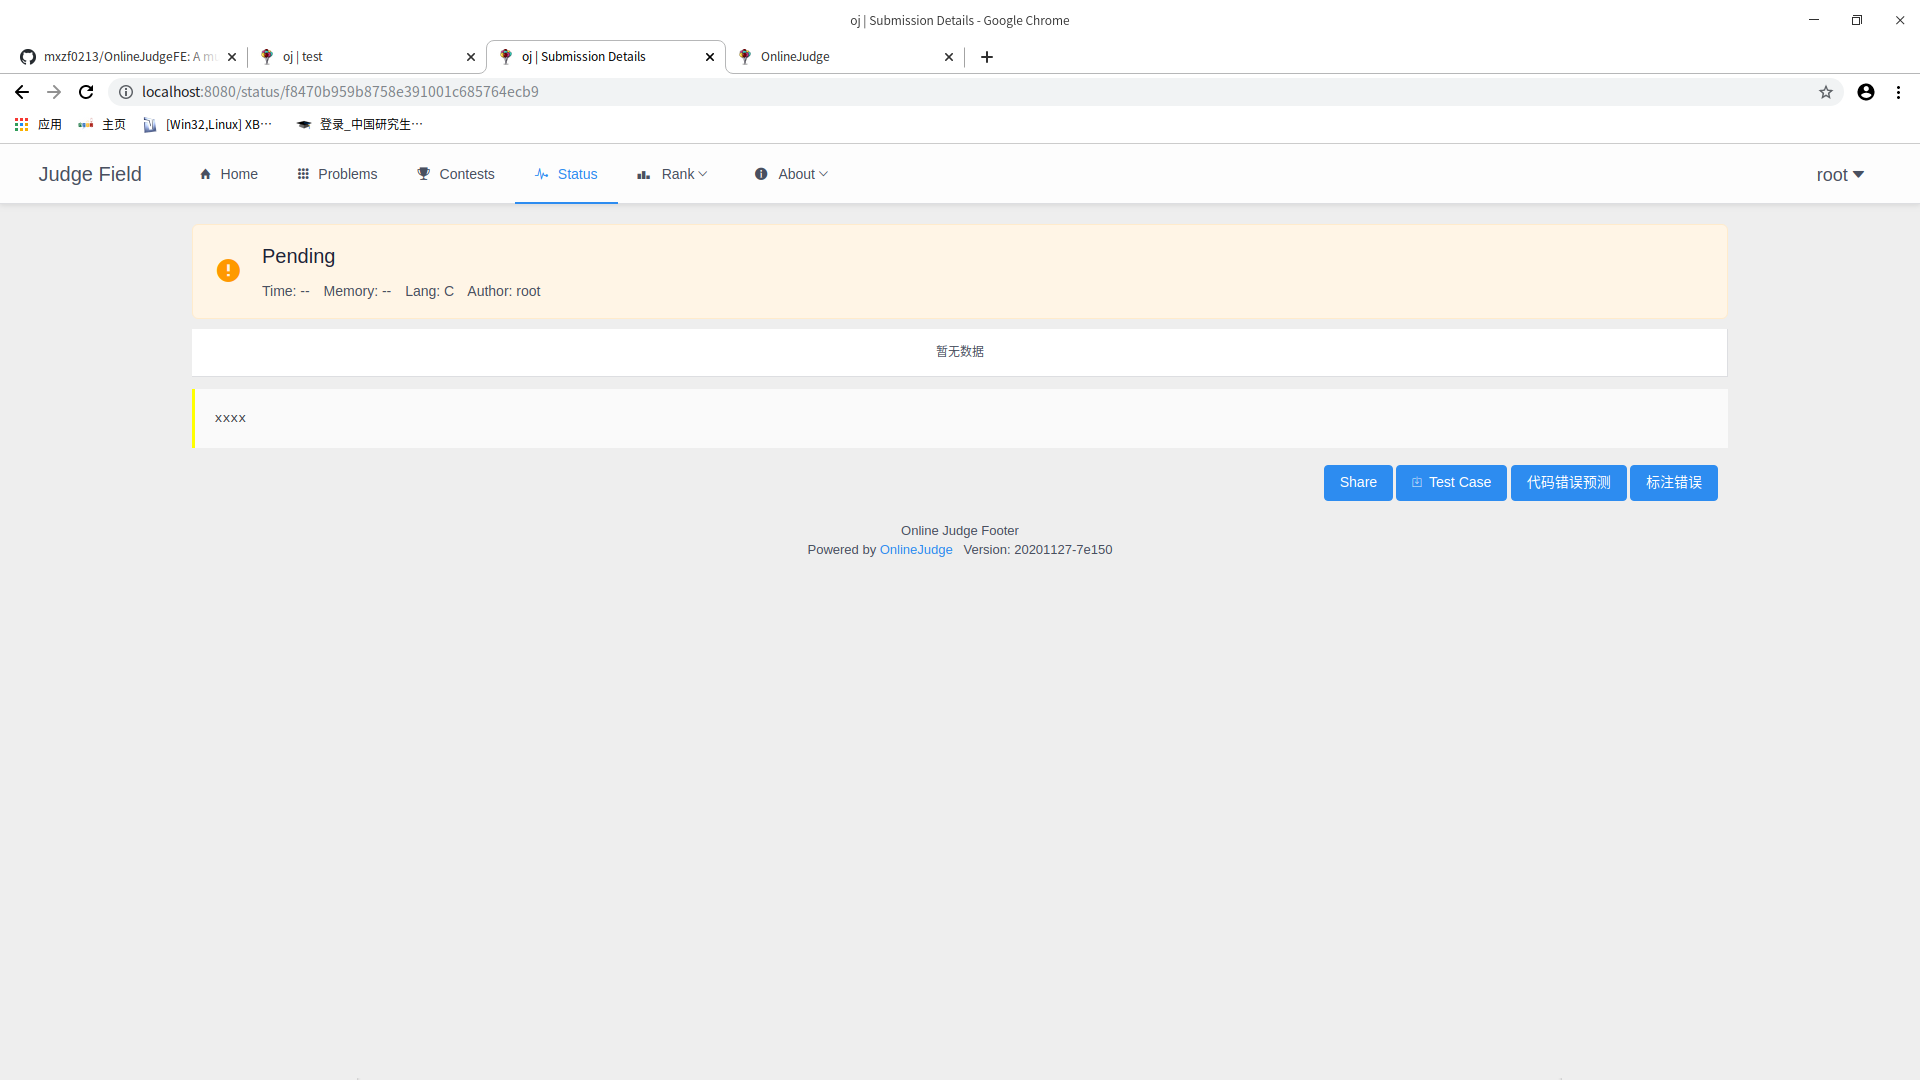 oj | Submission Details - Google Chrome
mxzf0213/OnlineJudgeFE: A mu
oj | test
oj | Submission Details
OnlineJudge
localhost:8080/status/f8470b959b8758e391001c685764ecb9
应用
主页
[Win32,Linux] XB…
登录_中国研究生…
Judge Field
Home
Problems
Contests
Status
Rank
About
root
Pending
Time: -- Memory: -- Lang: C Author: root
暂无数据
xxxx
Share
Test Case
代码错误预测
标注错误
Online Judge Footer
Powered by OnlineJudge Version: 20201127-7e150